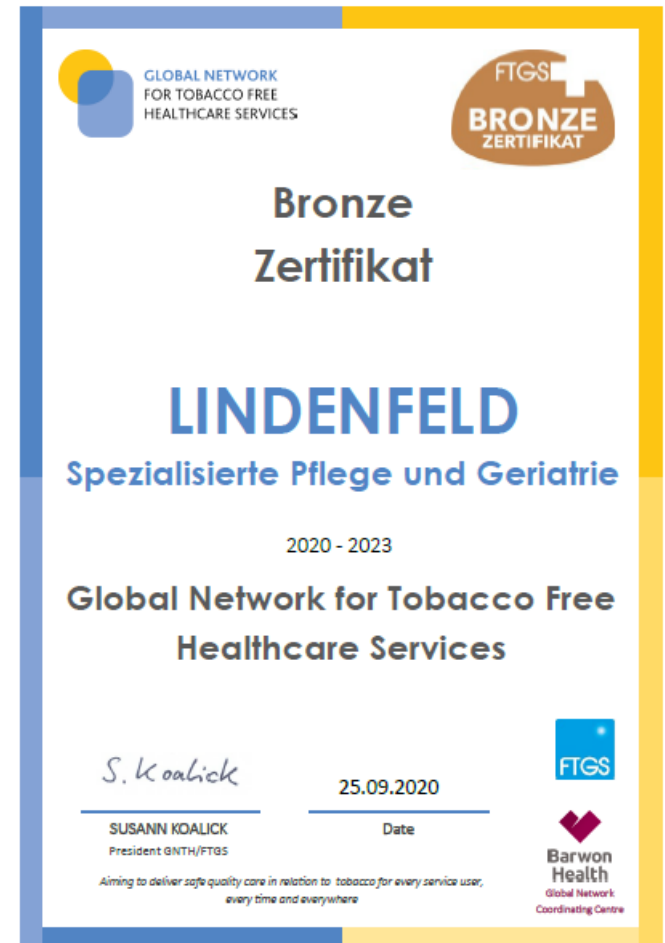 GLOBAL NETWORK
FOR TOBACCO FREE
HEALTHCARE SERVICES
FTGS
BRONZE
ZERTIFIKAT
Bronze
Zertifikat
LINDENFELD
Spezialisierte Pflege und Geriatrie
2020 - 2023
Global Network for Tobacco Free
Healthcare Services
S. Koalick
25.09.2020
SUSANN KOALICK
Date
President GNTH/FTGS
Aiming to deliver safe quality care in relation to tobacco for every service user,
every time and everywhere
FTGS
Barwon
Health
Global Network
Coordinating Centre